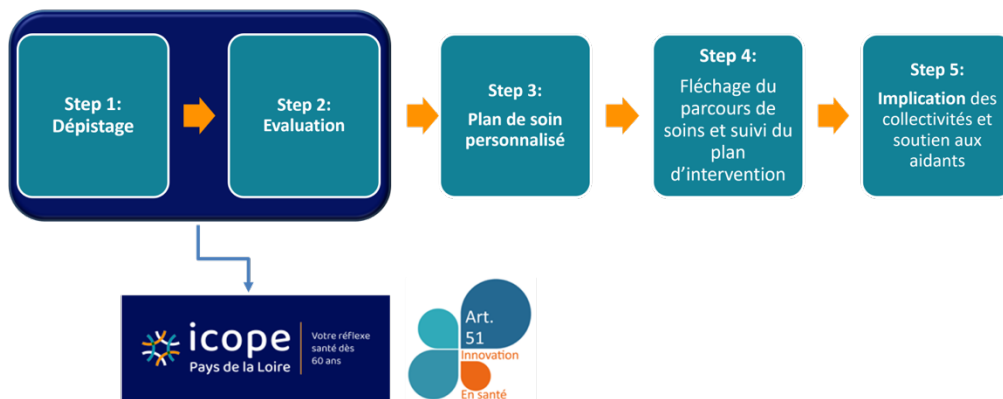 Step 1:
Dépistage
Step 2:
Evaluation
Step 3:
Plan de soin
personnalisé
Step 4:
Fléchage du
parcours de
soins et suivi du
plan
d'intervention
Step 5:
Implication des
collectivités et
soutien aux
aidants
icope
Pays de la Loire
Votre réflexe
santé dès
60 ans
Art.
51
Innovation
En santé